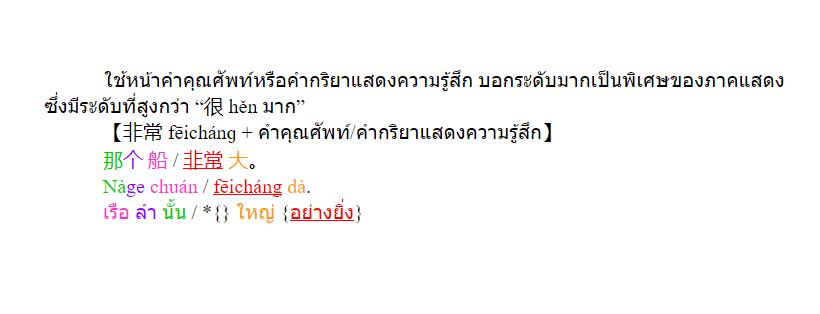 ใช้หน้าคำคุณศัพท์หรือคำกริยาแสดงความรู้สึก บอกระดับมากเป็นพิเศษของภาคแสดง
ซึ่งมีระดับที่สูงกว่า “很 hěn มาก”
【非常 fēicháng + คำคุณศัพท์/คำกริยาแสดงความรู้สึก】
那个 船 / 非常 大。
Nàge chuán / fēicháng dà.
เรือ ลำ นั้น / *{} ใหญ่ {อย่างยิ่ง}